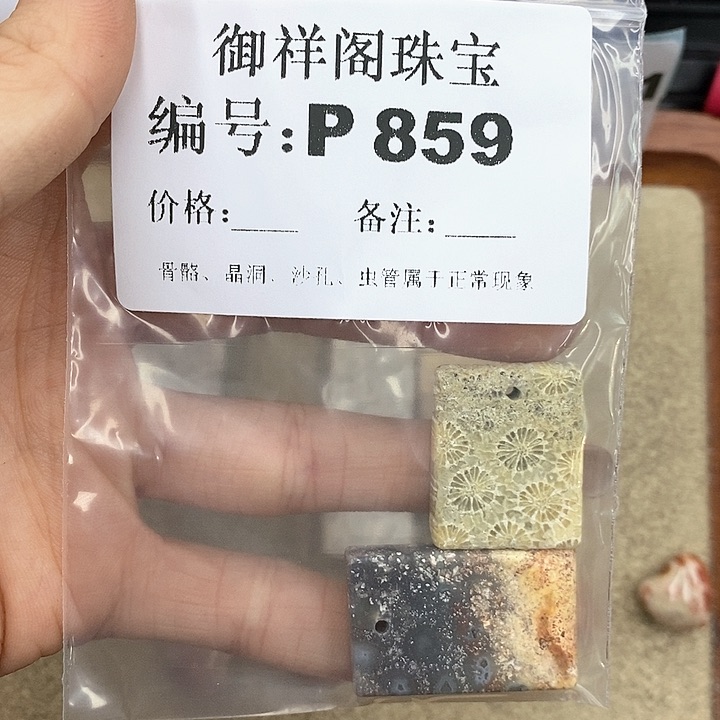 御祥阁珠宝
编号:P 859
价格:____ 备注:____
骨骼、晶洞、沙孔、虫管属于正常现象